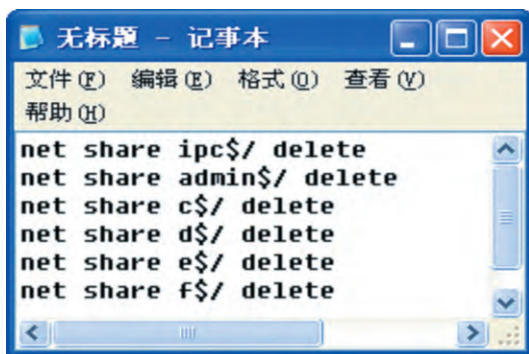 无标题 - 记事本
文件(F) 编辑(E) 格式(O) 查看(V)
帮助(H)
net share ipc$/ delete
net share admin$/ delete
net share c$/ delete
net share d$/ delete
net share e$/ delete
net share f$/ delete